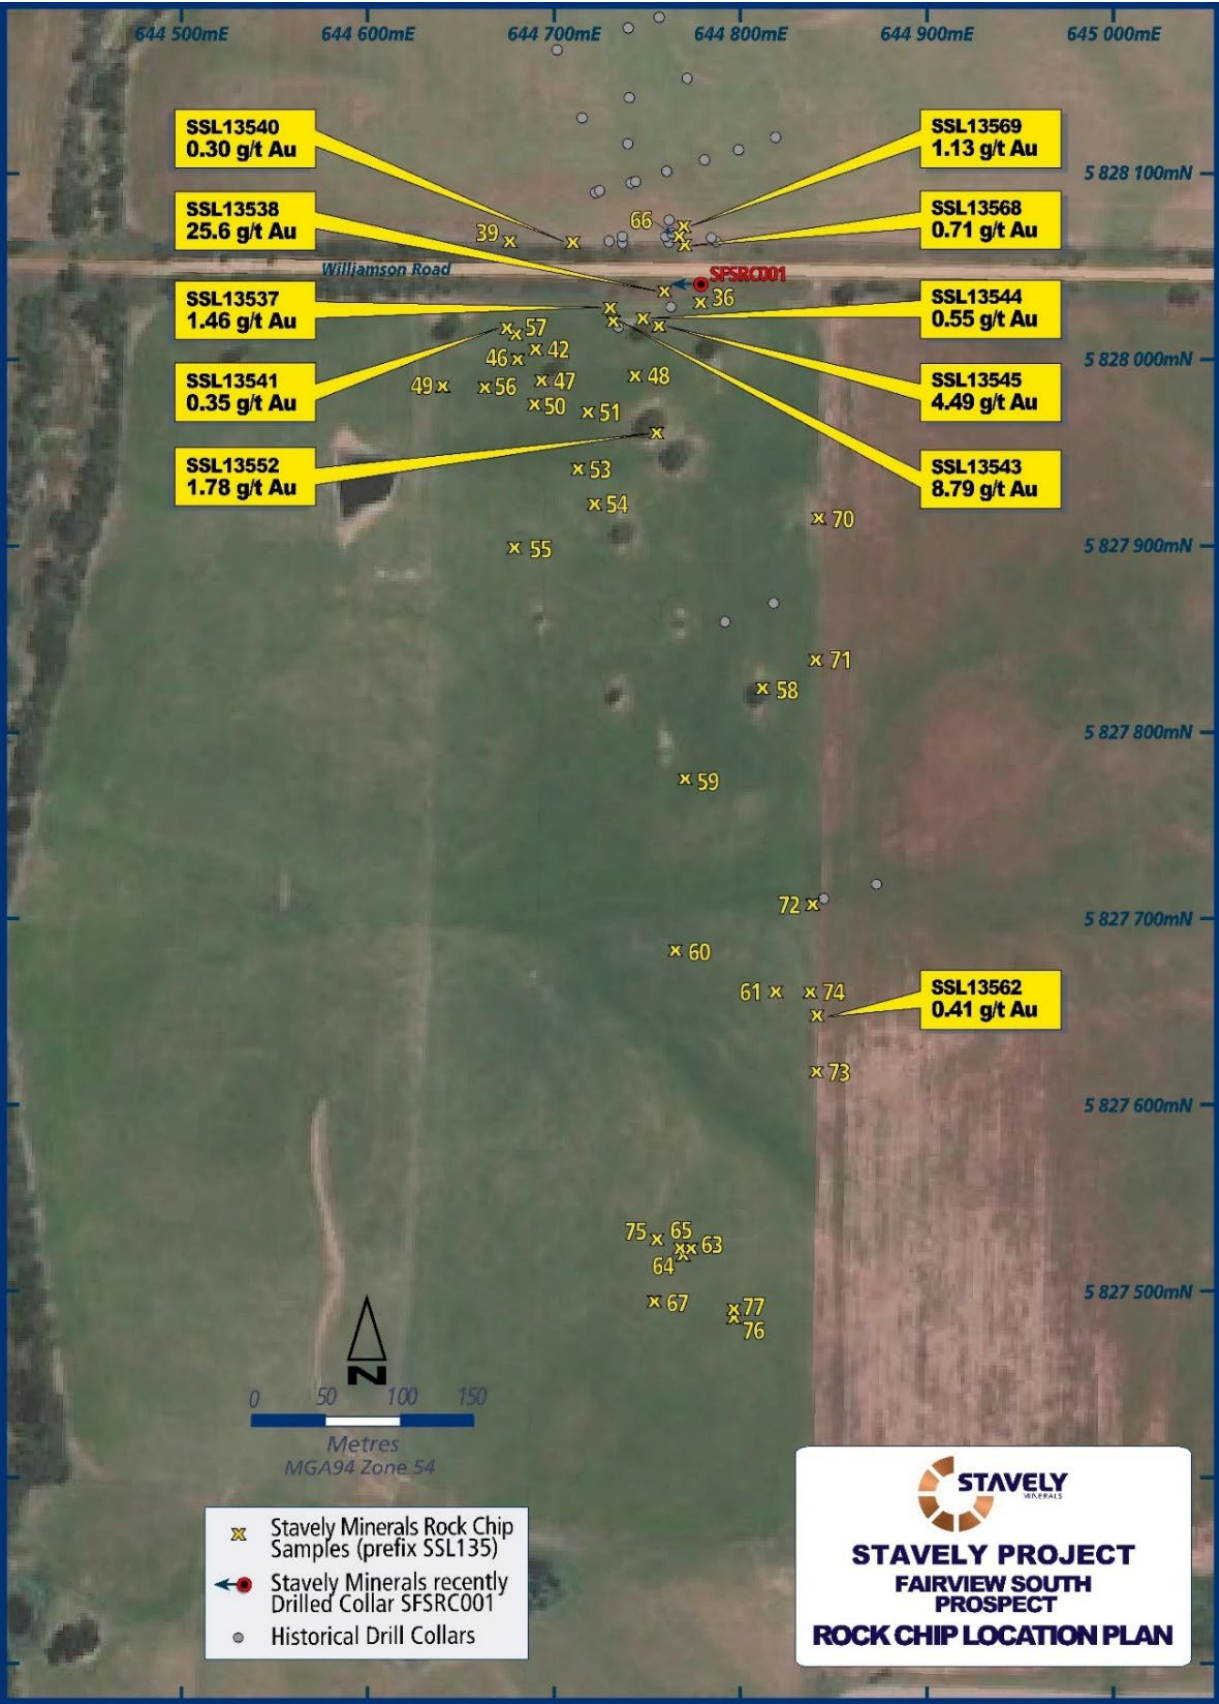 644 500mE
644 600mE
644 700mE
644 800mE
644 900mE
645 000mE
SSL13540
0.30 g/t Au
SSL13569
1.13 g/t Au
5 828 100mN
SSL13538
25.6 g/t Au
SSL13568
0.71 g/t Au
66
39
Williamson Road
SFSRC001
36
SSL13537
1.46 g/t Au
SSL13544
0.55 g/t Au
57
42
46
5 828 000mN
49
56
47
48
50
51
SSL13541
0.35 g/t Au
SSL13545
4.49 g/t Au
SSL13552
1.78 g/t Au
SSL13543
8.79 g/t Au
53
54
70
55
5 827 900mN
71
58
5 827 800mN
59
72
5 827 700mN
60
61
74
SSL13562
0.41 g/t Au
73
5 827 600mN
75
65
63
64
67
77
76
5 827 500mN
N
0 50 100 150
Metres
MGA94 Zone 54
Stavely Minerals Rock Chip
Samples (prefix SSL135)
Stavely Minerals recently
Drilled Collar SFSRC001
Historical Drill Collars
STAVELY
MINERALS
STAVELY PROJECT
FAIRVIEW SOUTH
PROSPECT
ROCK CHIP LOCATION PLAN